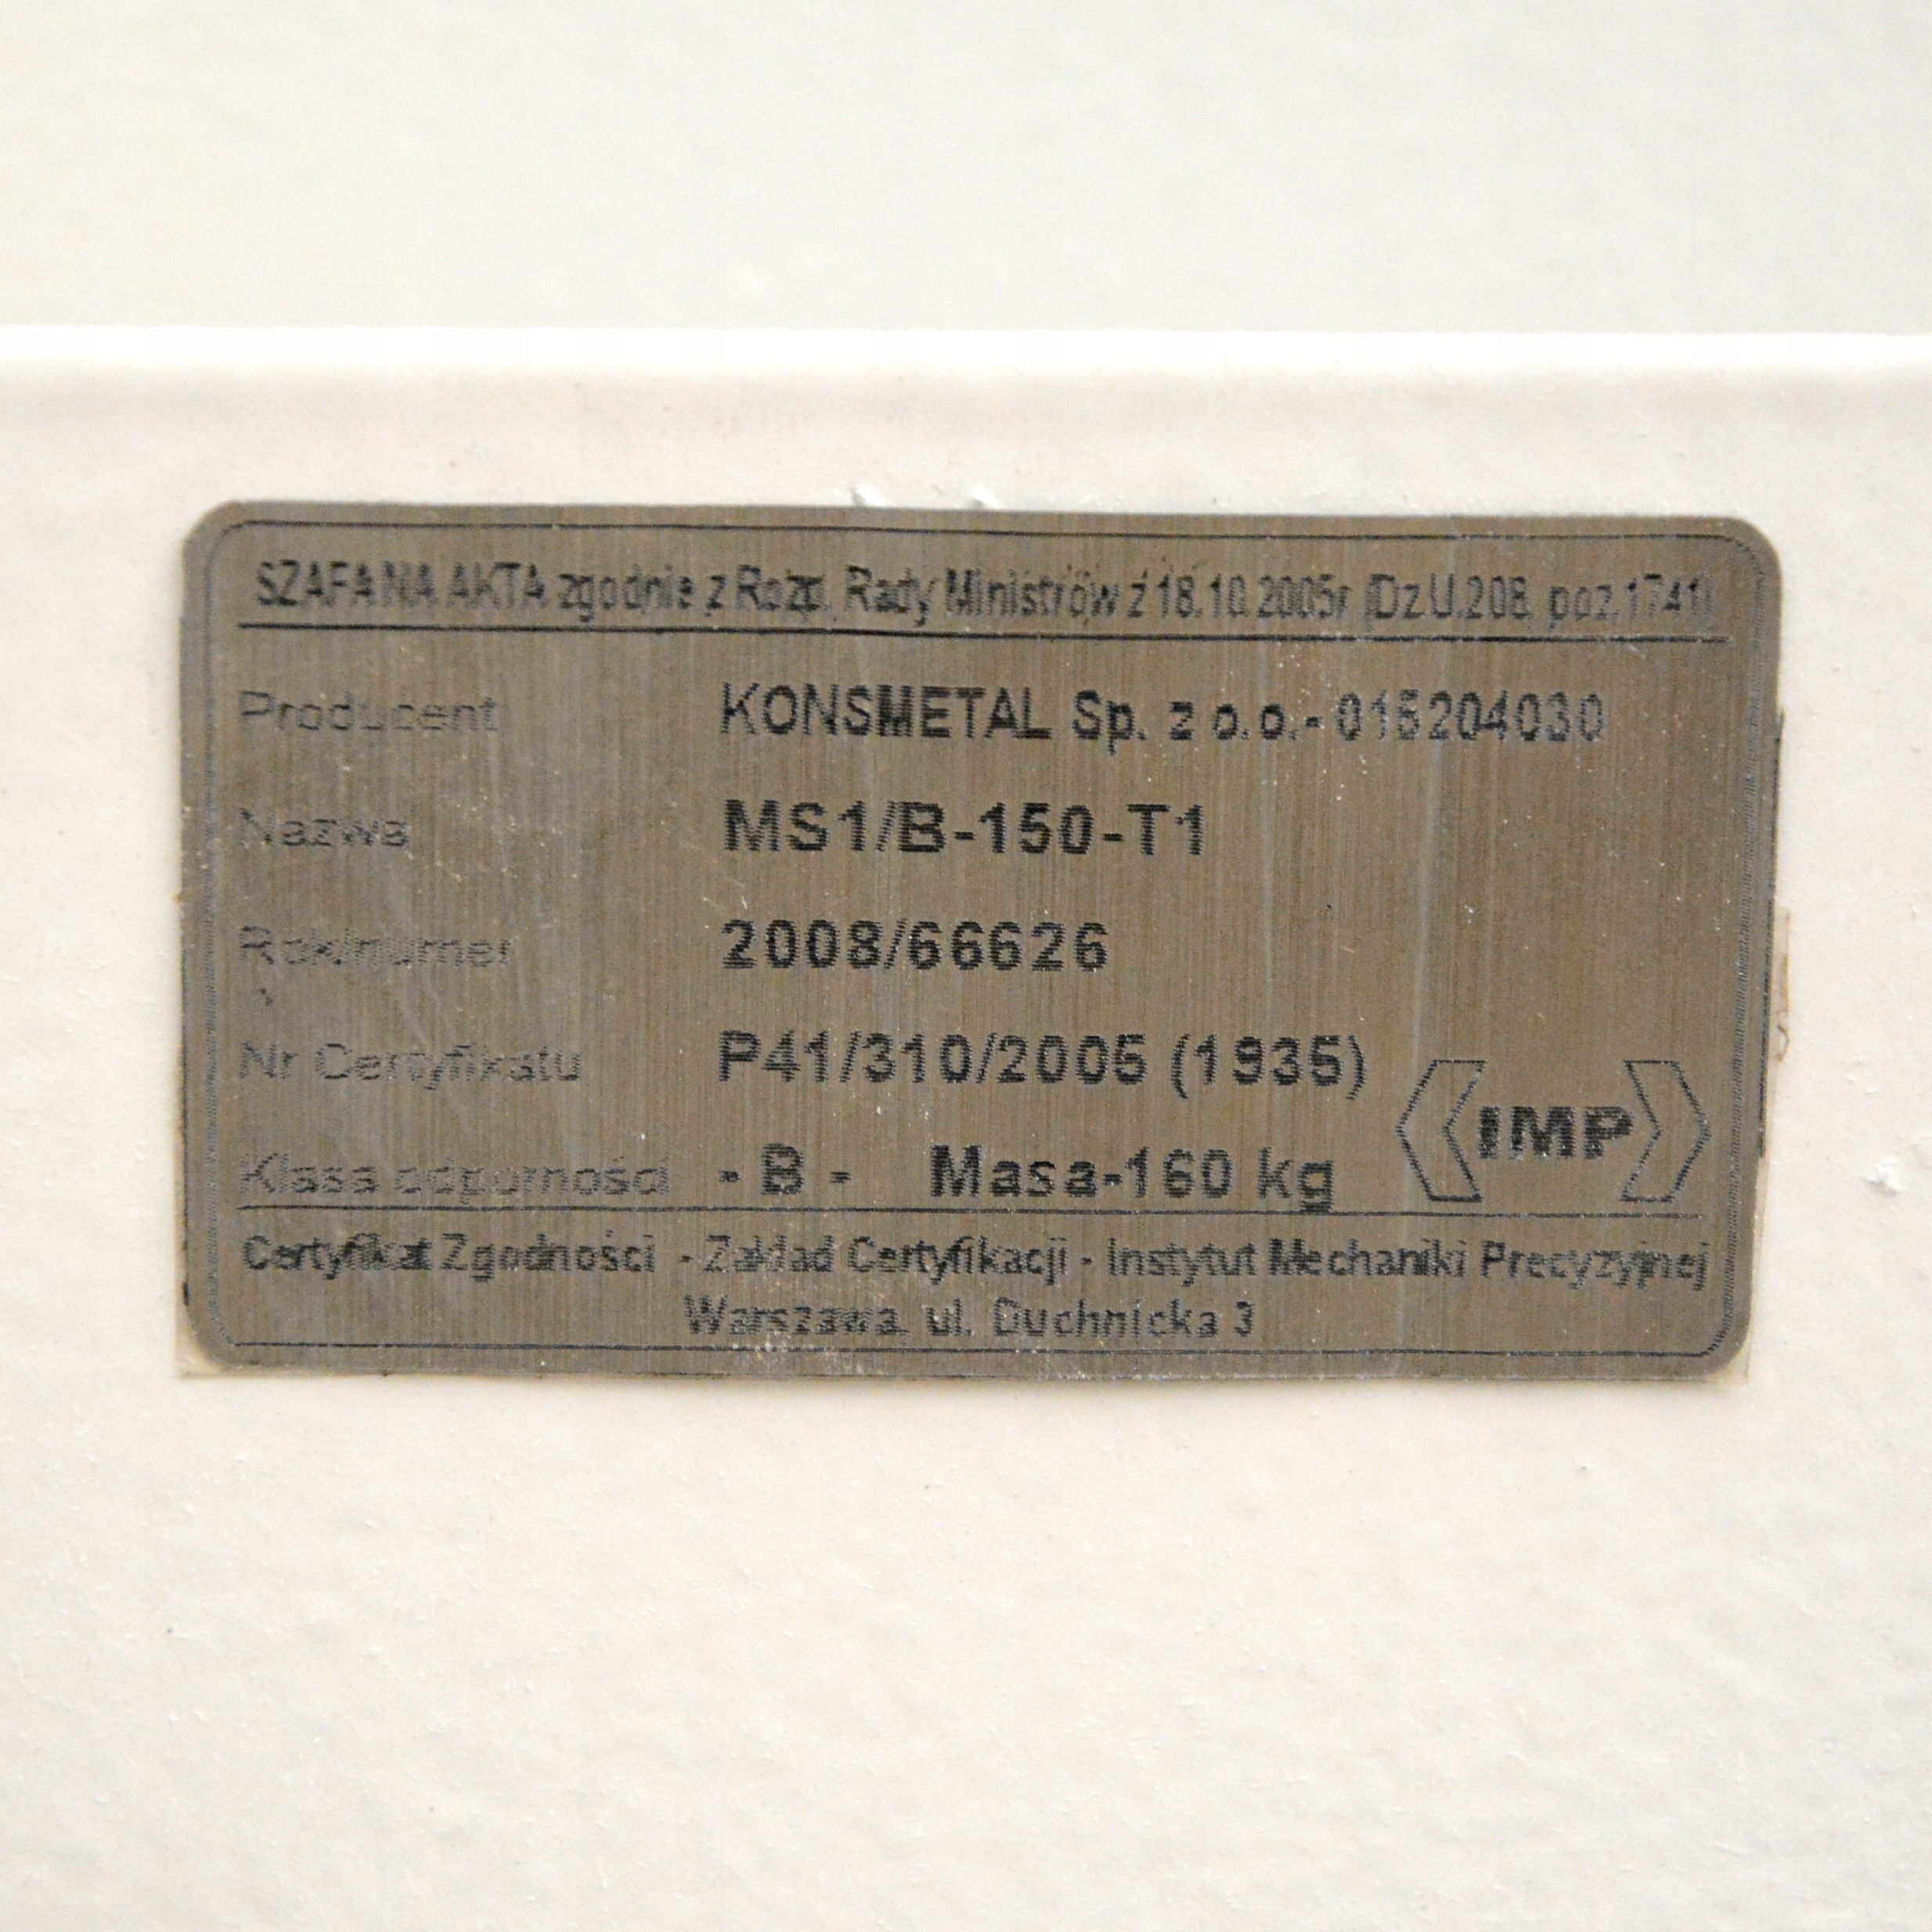 SZAFA NA AKTA zgodnie z Rozp. Rady Ministrów z 18.10.2005r (Dz.U.208. poz.1741)
Producent KONSMETAL Sp. z o.o.- 015204030
Nazwa MS1/B-150-T1
Rok/numer 2008/66626
Nr Certyfikatu P41/310/2005 (1935)
IMP
Klasa odporności - B - Masa-160 kg
Certyfikat Zgodności - Zakład Certyfikacji - Instytut Mechaniki Precyzyjnej
Warszawa, ul. Duchnicka 3